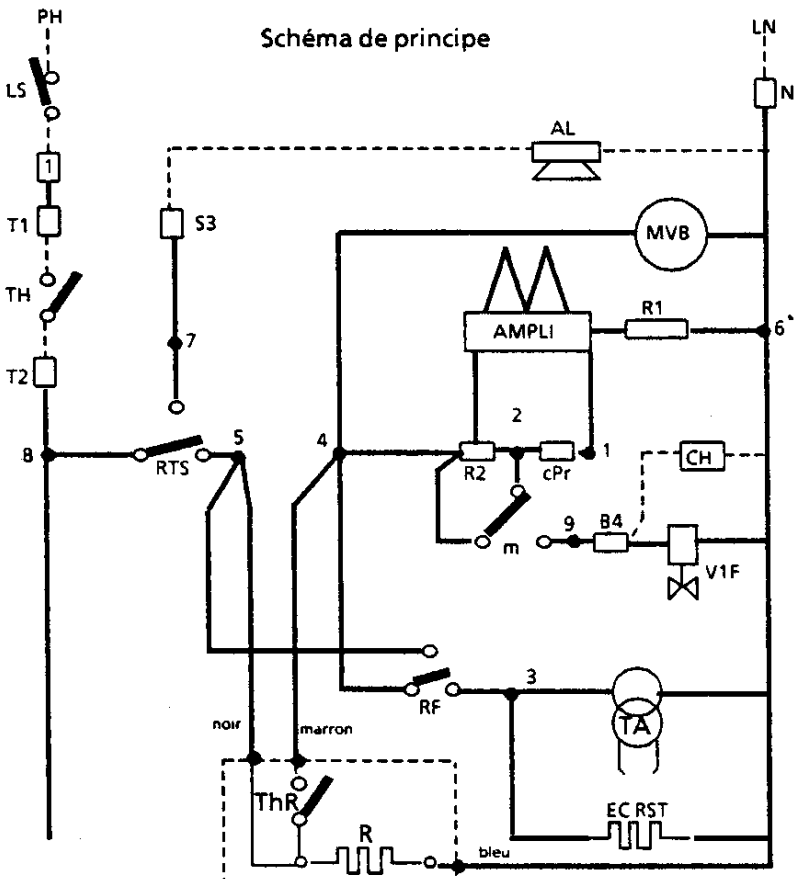 PH
Schéma de principe
LN
LS
N
1
AL
T1
S3
MVB
TH
R1
AMPLI
7
6
T2
2
8
5
4
1
RTS
R2
cPr
CH
9
B4
m
V1F
3
RF
noir
marron
TA
ThR
R
EC RST
bleu